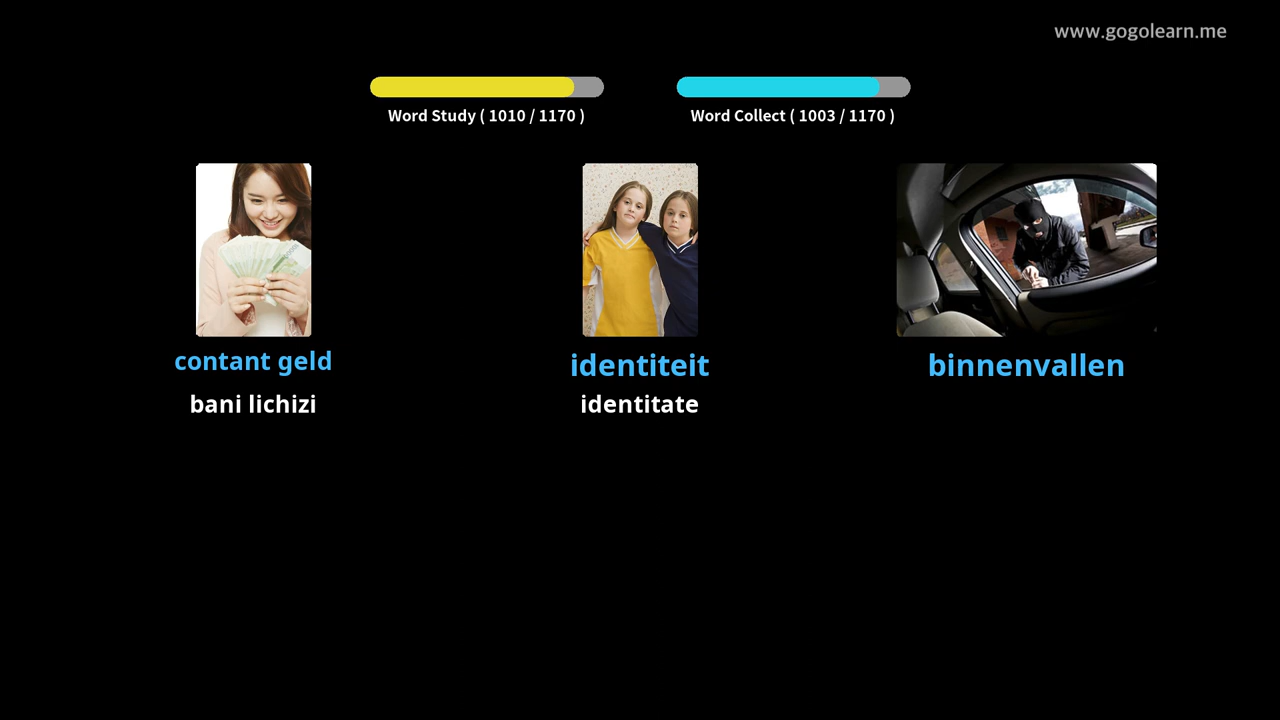 www.gogolearn.me
Word Study ( 1010 / 1170 )
Word Collect ( 1003 / 1170 )
contant geld
identiteit
binnenvallen
bani lichizi
identitate